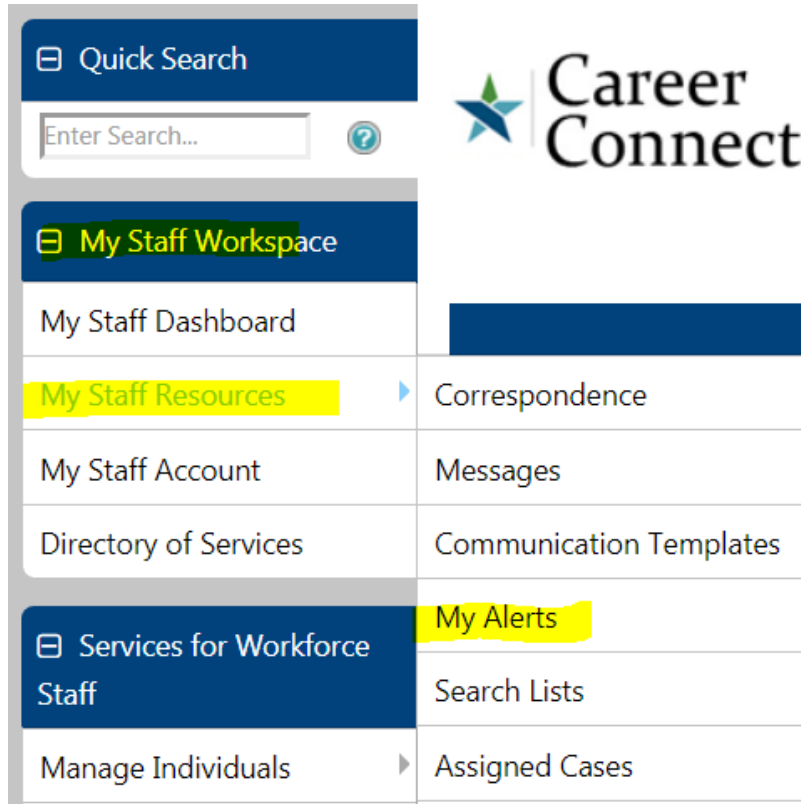 Quick Search
Enter Search...
?
Career
Connect
My Staff Workspace
My Staff Dashboard
My Staff Resources
My Staff Account
Directory of Services
Correspondence
Messages
Communication Templates
My Alerts
Search Lists
Assigned Cases
Services for Workforce
Staff
Manage Individuals